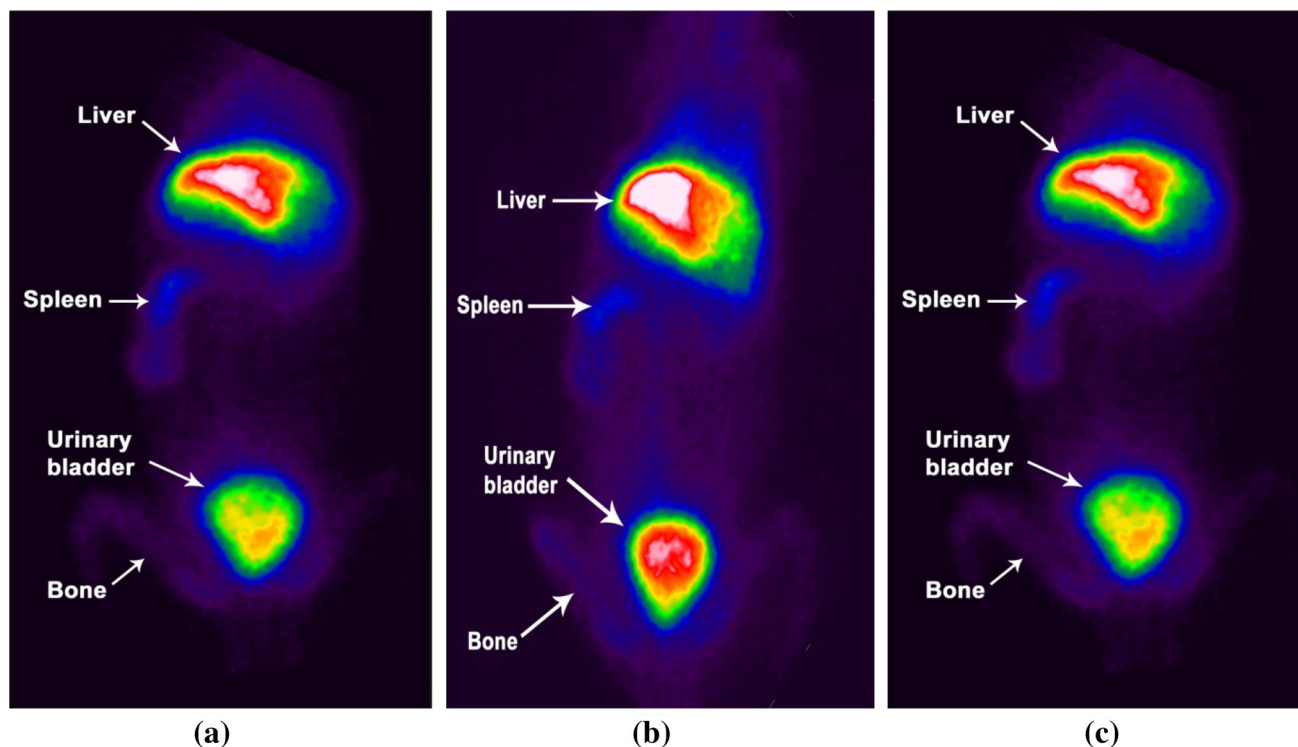 Liver
Spleen
Urinary
bladder
Bone
(a)
Liver
Spleen
Urinary
bladder
Bone
(b)
Liver
Spleen
Urinary
bladder
Bone
(c)